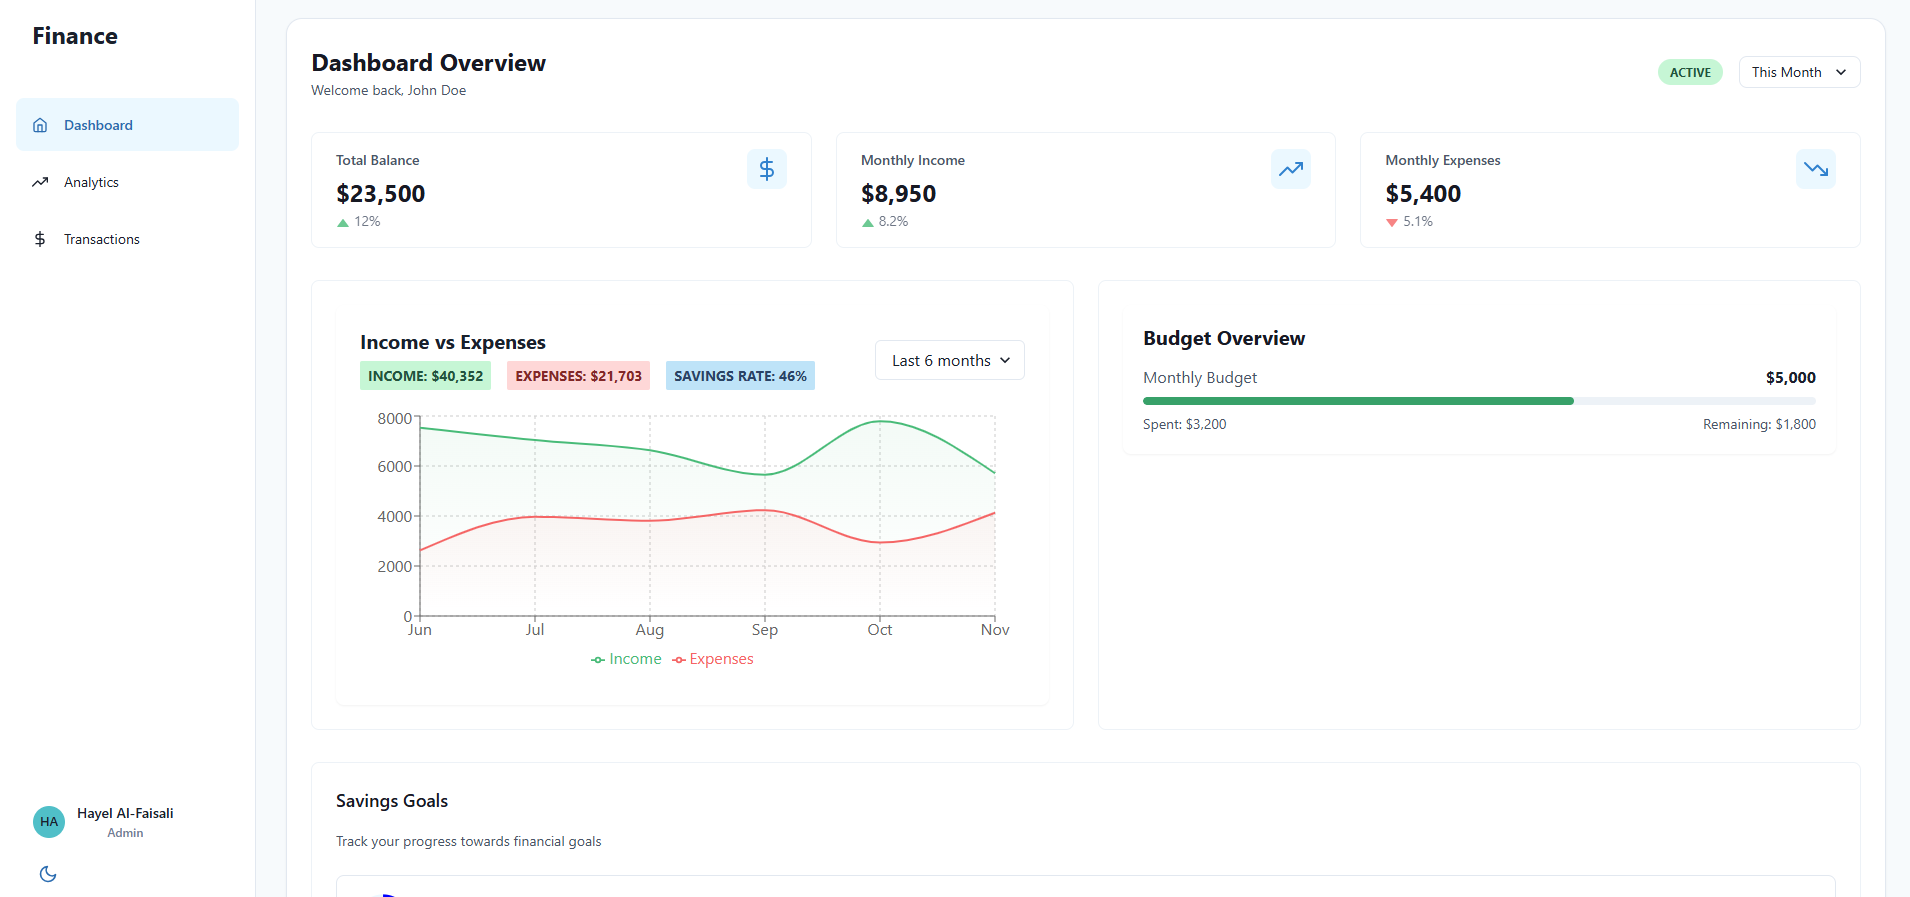 Finance
Dashboard
Analytics
Transactions
HA
Hayel Al-Faisali
Admin
Dashboard Overview
Welcome back, John Doe
ACTIVE
This Month
Total Balance
$23,500
12%
Monthly Income
$8,950
8.2%
Monthly Expenses
$5,400
5.1%
Income vs Expenses
INCOME: $40,352
EXPENSES: $21,703
SAVINGS RATE: 46%
Last 6 months
8000
6000
4000
2000
0
Jun
Jul
Aug
Sep
Oct
Nov
Income
Expenses
Budget Overview
Monthly Budget
$5,000
Spent: $3,200
Remaining: $1,800
Savings Goals
Track your progress towards financial goals